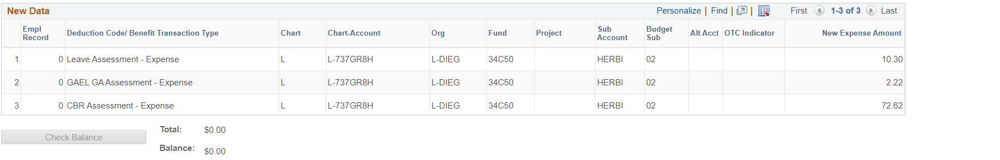 New Data Personalize | Find | | First 1-3 of 3 Last
Empl Record Deduction Code/ Benefit Transaction Type Chart Chart-Account Org Fund Project Sub Account Budget Sub Alt Acct OTC Indicator New Expense Amount
1 0 Leave Assessment - Expense L L-737GR8H L-DIEG 34C50 HERBI 02 10.30
2 0 GAEL GA Assessment - Expense L L-737GR8H L-DIEG 34C50 HERBI 02 2.22
3 0 CBR Assessment - Expense L L-737GR8H L-DIEG 34C50 HERBI 02 72.62
Check Balance Total: $0.00
Balance: $0.00